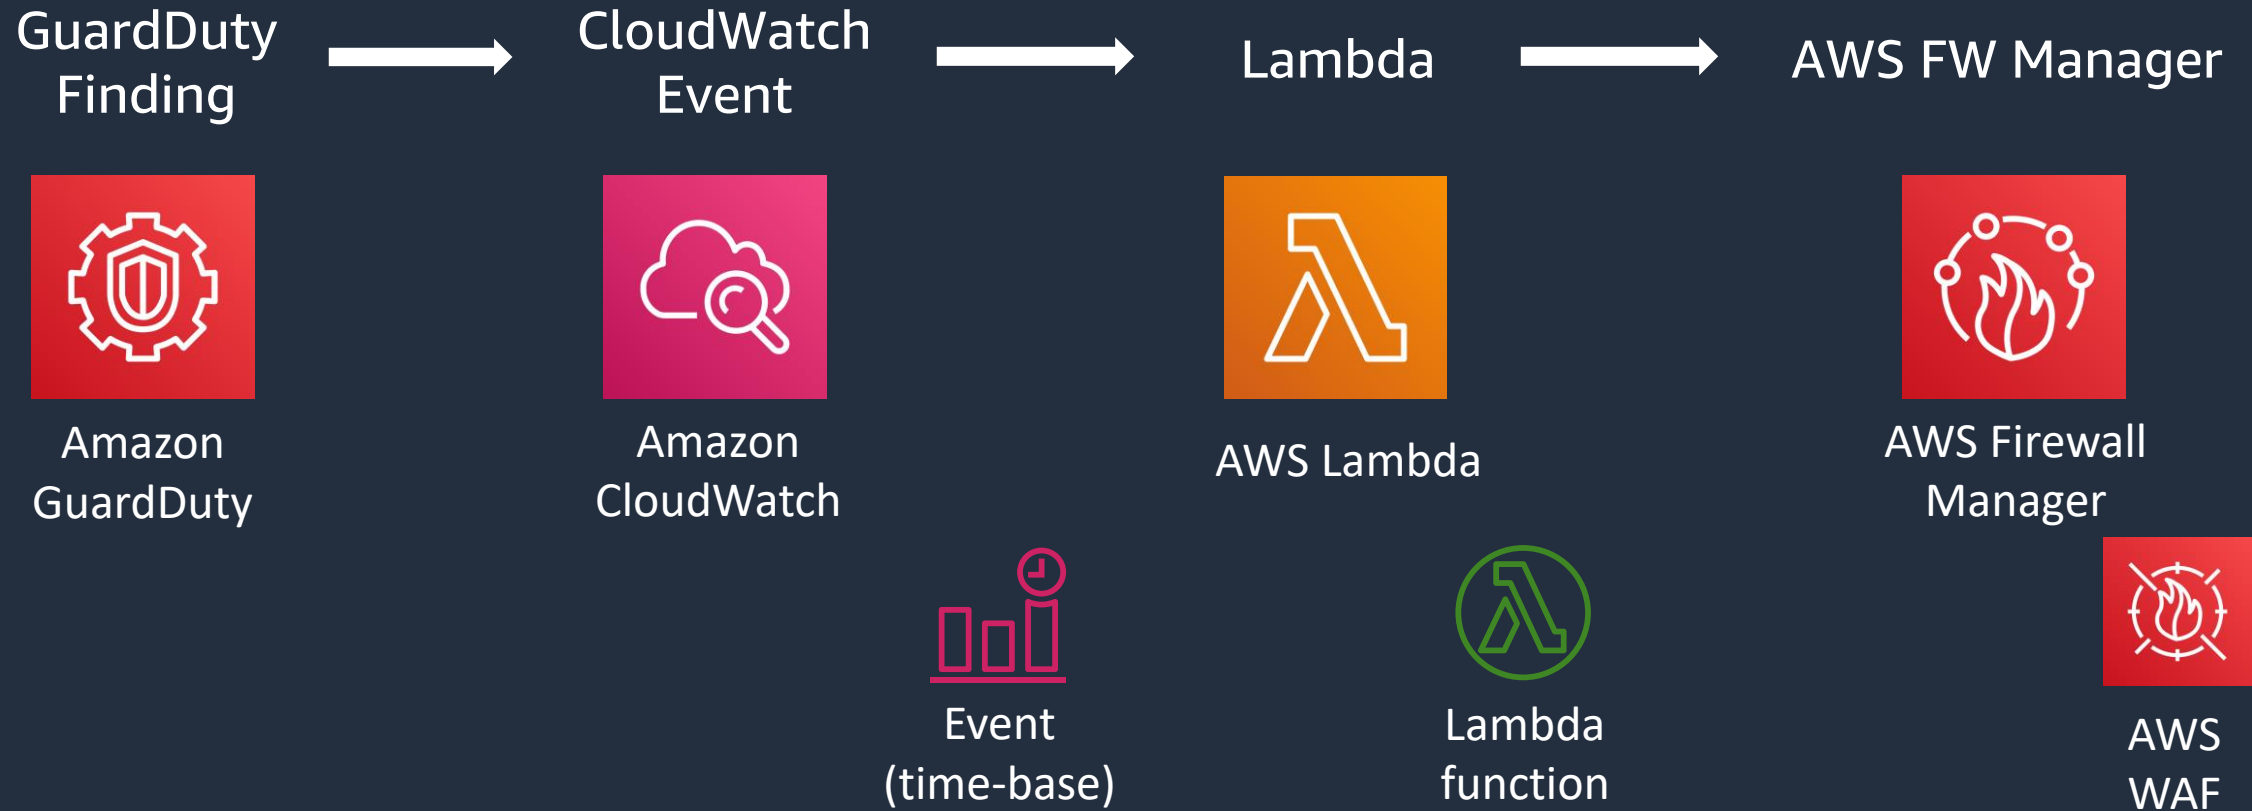 GuardDuty
Finding
CloudWatch
Event
Lambda
AWS FW Manager
Amazon
GuardDuty
Amazon
CloudWatch
AWS Lambda
AWS Firewall
Manager
Event
(time-base)
Lambda
function
AWS
WAF